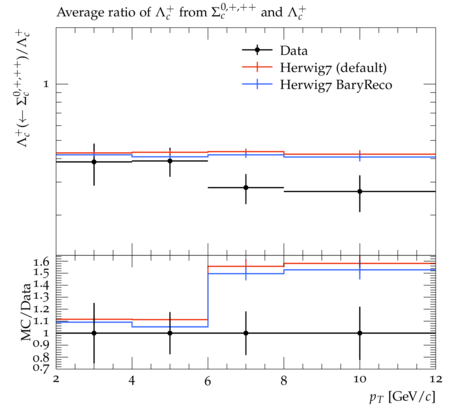 Average ratio of Λ_c^+ from Σ_c^{0,+,++} and Λ_c^+
Λ_c^+(← Σ_c^{0,+,++})/Λ_c^+
1
Data
Herwig7 (default)
Herwig7 BaryReco
MC/Data
1.6
1.5
1.4
1.3
1.2
1.1
1
0.9
0.8
0.7
2 4 6 8 10 12
p_T [GeV/c]